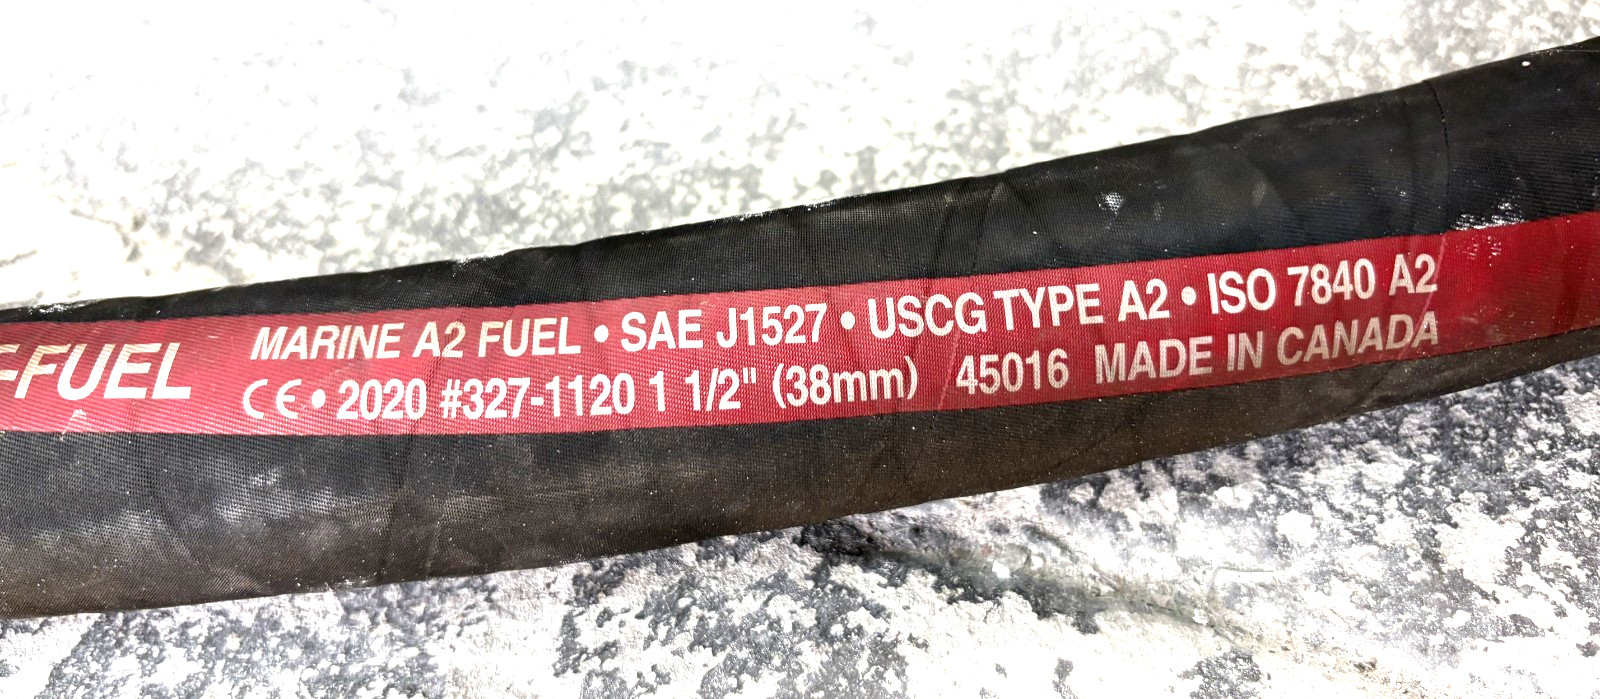 -FUEL
MARINE A2 FUEL • SAE J1527 • USCG TYPE A2 • ISO 7840 A2
CE • 2020 #327-1120 1 1/2" (38mm) 45016 MADE IN CANADA